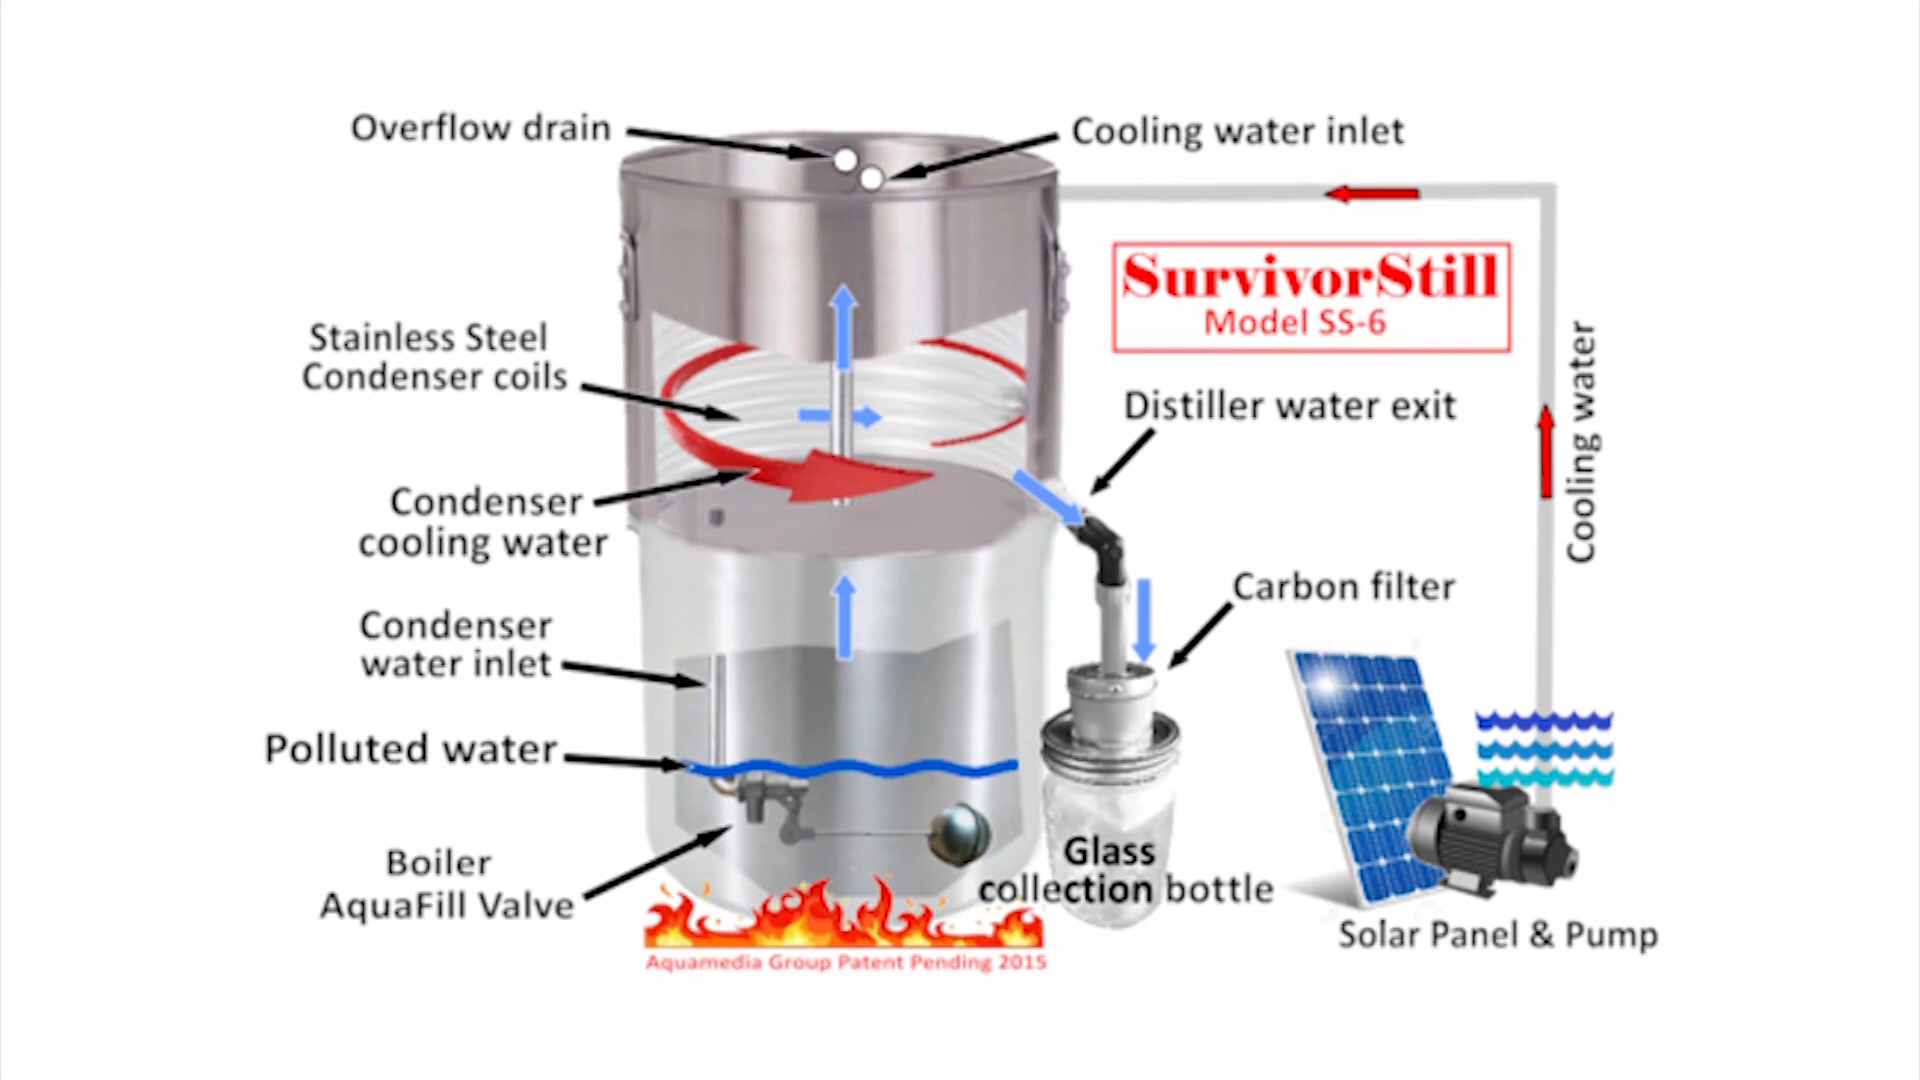 Overflow drain
Cooling water inlet
SurvivorStill
Model SS-6
Stainless Steel
Condenser coils
Distiller water exit
Cooling water
Condenser
cooling water
Carbon filter
Condenser
water inlet
Polluted water
Boiler
AquaFill Valve
Glass
collection bottle
Solar Panel & Pump
Aquamedia Group Patent Pending 2015